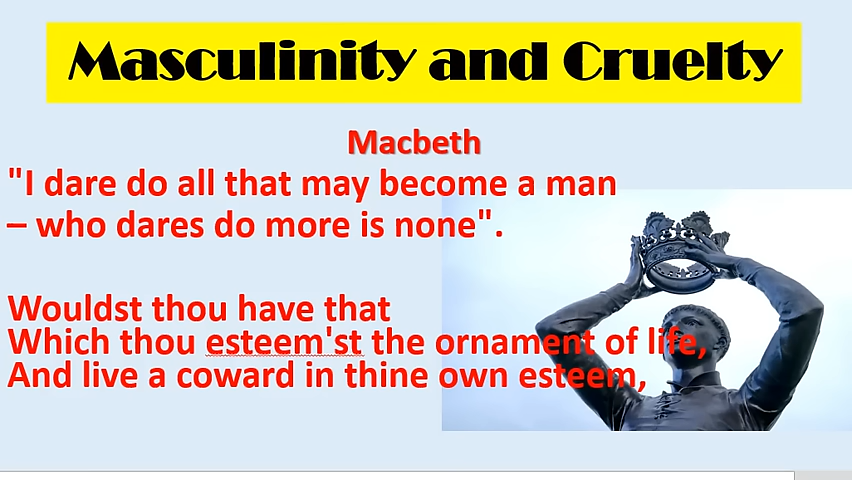 Masculinity and Cruelty
Macbeth
"I dare do all that may become a man
– who dares do more is none".
Wouldst thou have that
Which thou esteem'st the ornament of life,
And live a coward in thine own esteem,